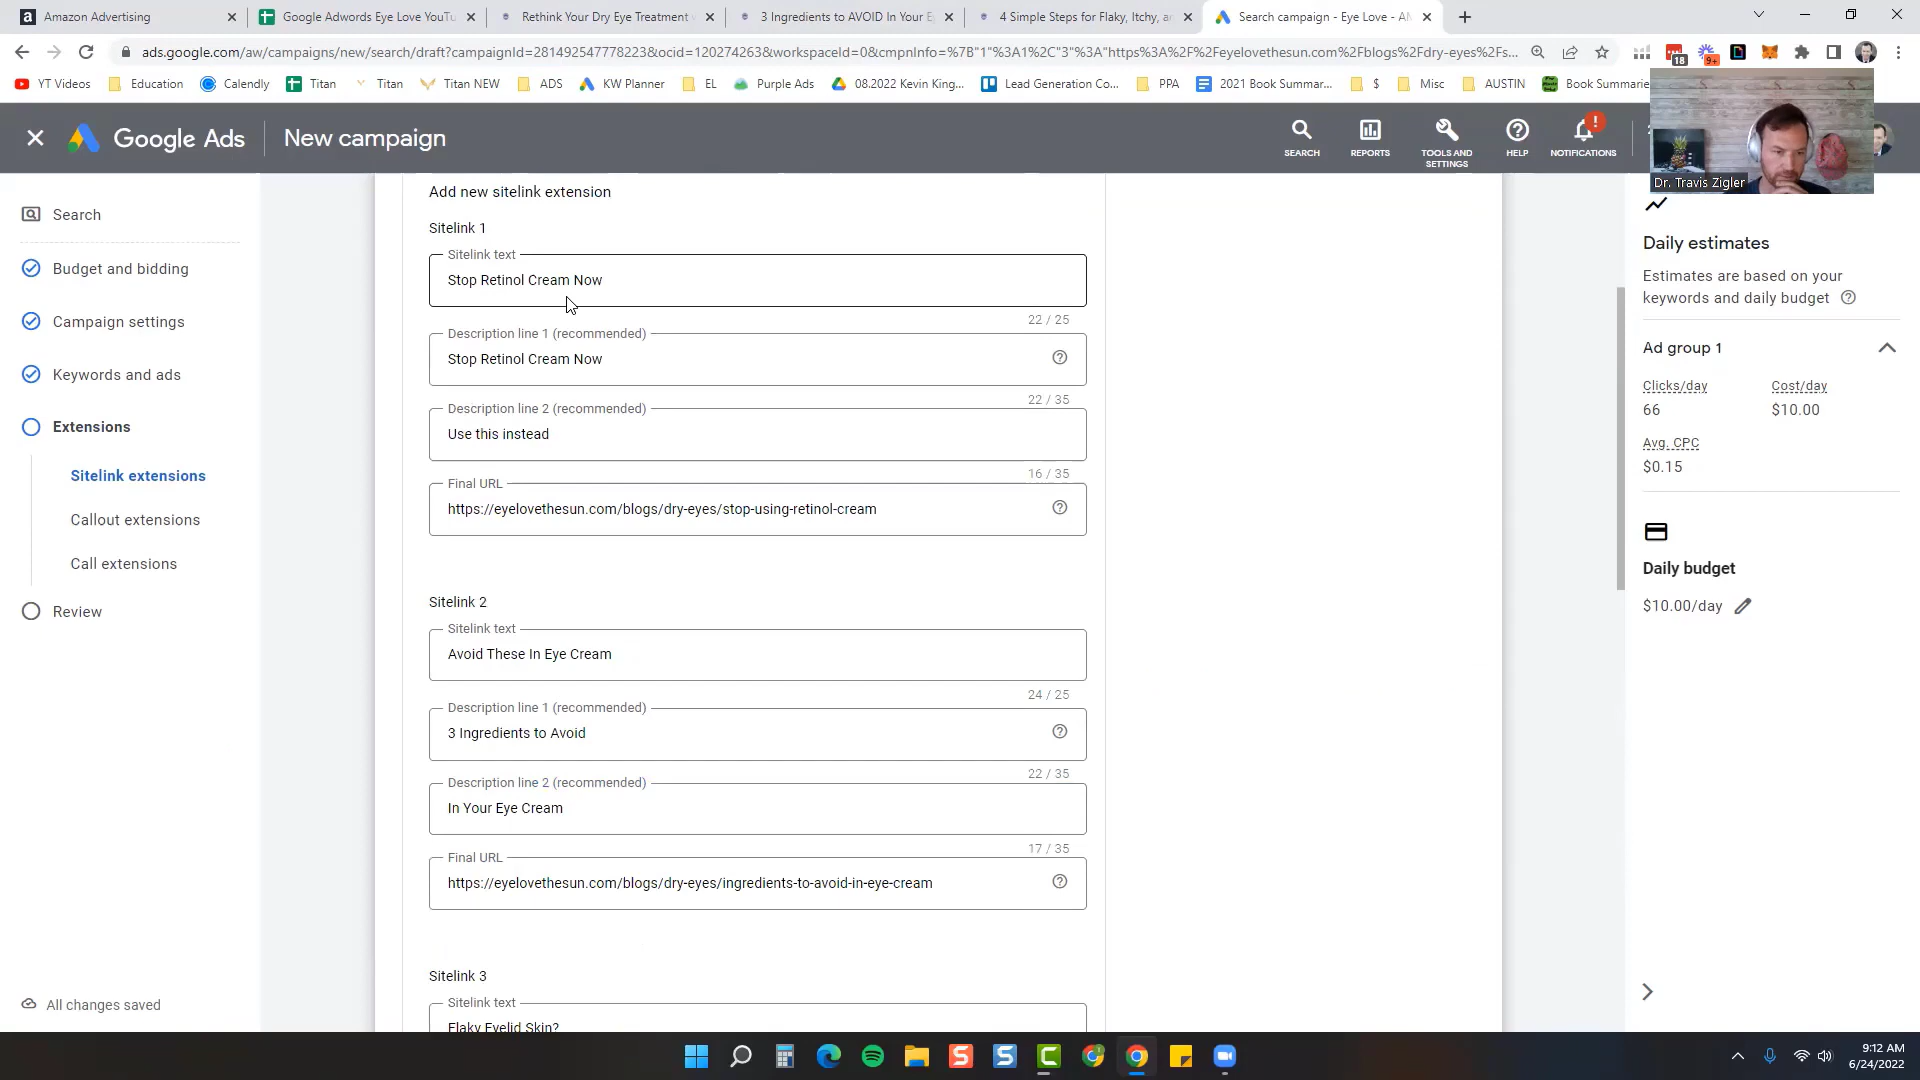 Amazon Advertising
Google Adwords Eye Love YouTu
Rethink Your Dry Eye Treatment
3 Ingredients to AVOID In Your E
4 Simple Steps for Flaky, Itchy, a
Search campaign - Eye Love - AM
ads.google.com/aw/campaigns/new/search/draft?campaignId=281492547778223&ocid=120274263&workspaceId=0&cmpnInfo=%7B"1"%3A1%2C"3"%3A"https%3A%2F%2Feyelovethesun.com%2Fblogs%2Fdry-eyes%2Fs...
18
9+
YT Videos
Education
Calendly
Titan
Titan
Titan NEW
ADS
KW Planner
EL
Purple Ads
08.2022 Kevin King...
Lead Generation Co...
PPA
2021 Book Summar...
$
Misc
AUSTIN
Book Summarie
Google Ads
New campaign
SEARCH
REPORTS
TOOLS AND
SETTINGS
HELP
!
NOTIFICATIONS
Dr. Travis Zigler
Search
Budget and bidding
Campaign settings
Keywords and ads
Extensions
Sitelink extensions
Callout extensions
Call extensions
Review
All changes saved
Add new sitelink extension
Sitelink 1
Sitelink text
Stop Retinol Cream Now
22 / 25
Description line 1 (recommended)
Stop Retinol Cream Now
22 / 35
Description line 2 (recommended)
Use this instead
16 / 35
Final URL
https://eyelovethesun.com/blogs/dry-eyes/stop-using-retinol-cream
Sitelink 2
Sitelink text
Avoid These In Eye Cream
24 / 25
Description line 1 (recommended)
3 Ingredients to Avoid
22 / 35
Description line 2 (recommended)
In Your Eye Cream
17 / 35
Final URL
https://eyelovethesun.com/blogs/dry-eyes/ingredients-to-avoid-in-eye-cream
Sitelink 3
Sitelink text
Flaky Eyelid Skin?
Daily estimates
Estimates are based on your
keywords and daily budget
Ad group 1
Clicks/day
Cost/day
66
$10.00
Avg. CPC
$0.15
Daily budget
$10.00/day
9:12 AM
6/24/2022